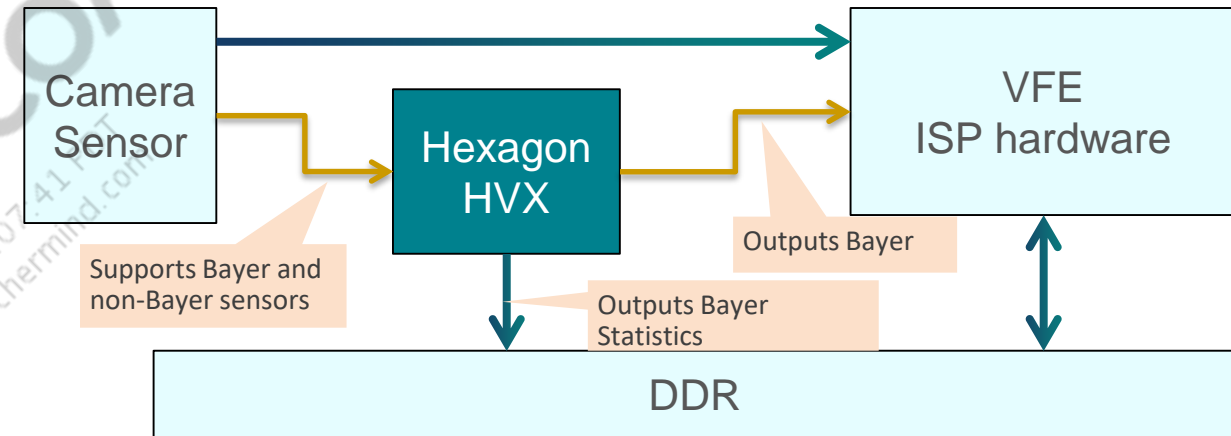 Camera
Sensor
Hexagon
HVX
VFE
ISP hardware
Supports Bayer and
non-Bayer sensors
Outputs Bayer
Outputs Bayer
Statistics
DDR